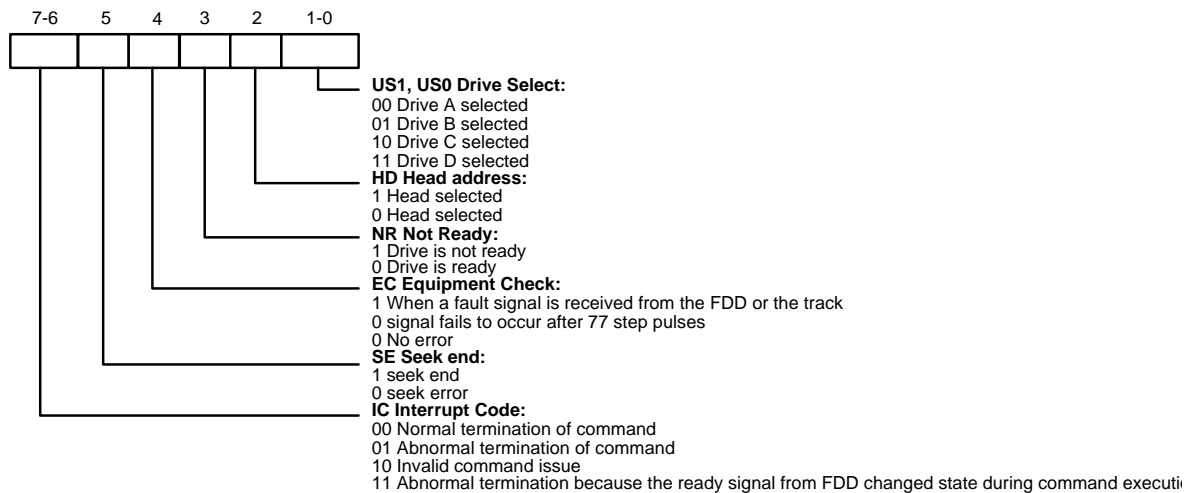 7-6 5 4 3 2 1-0
US1, US0 Drive Select:
00 Drive A selected
01 Drive B selected
10 Drive C selected
11 Drive D selected
HD Head address:
1 Head selected
0 Head selected
NR Not Ready:
1 Drive is not ready
0 Drive is ready
EC Equipment Check:
1 When a fault signal is received from the FDD or the track
0 signal fails to occur after 77 step pulses
0 No error
SE Seek end:
1 seek end
0 seek error
IC Interrupt Code:
00 Normal termination of command
01 Abnormal termination of command
10 Invalid command issue
11 Abnormal termination because the ready signal from FDD changed state during command executi